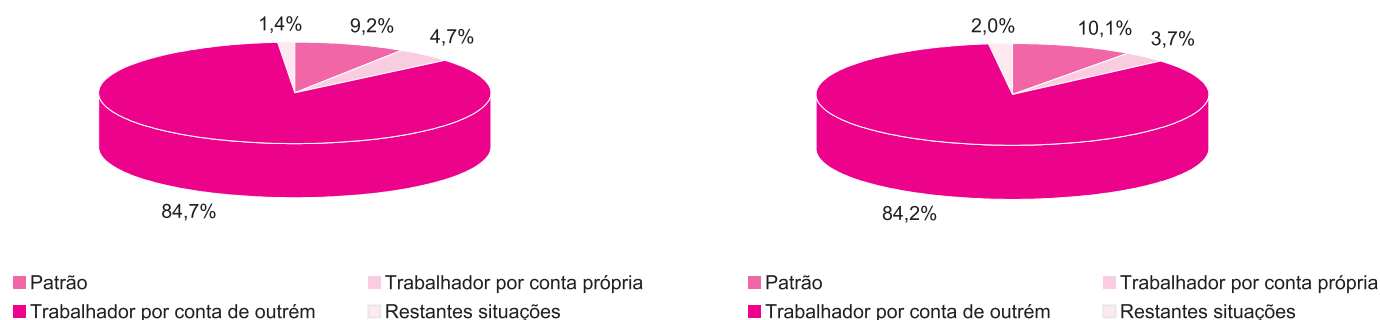 1,4%
9,2%
4,7%
84,7%
Patrão
Trabalhador por conta própria
Trabalhador por conta de outrém
Restantes situações
2,0%
10,1%
3,7%
84,2%
Patrão
Trabalhador por conta própria
Trabalhador por conta de outrém
Restantes situações